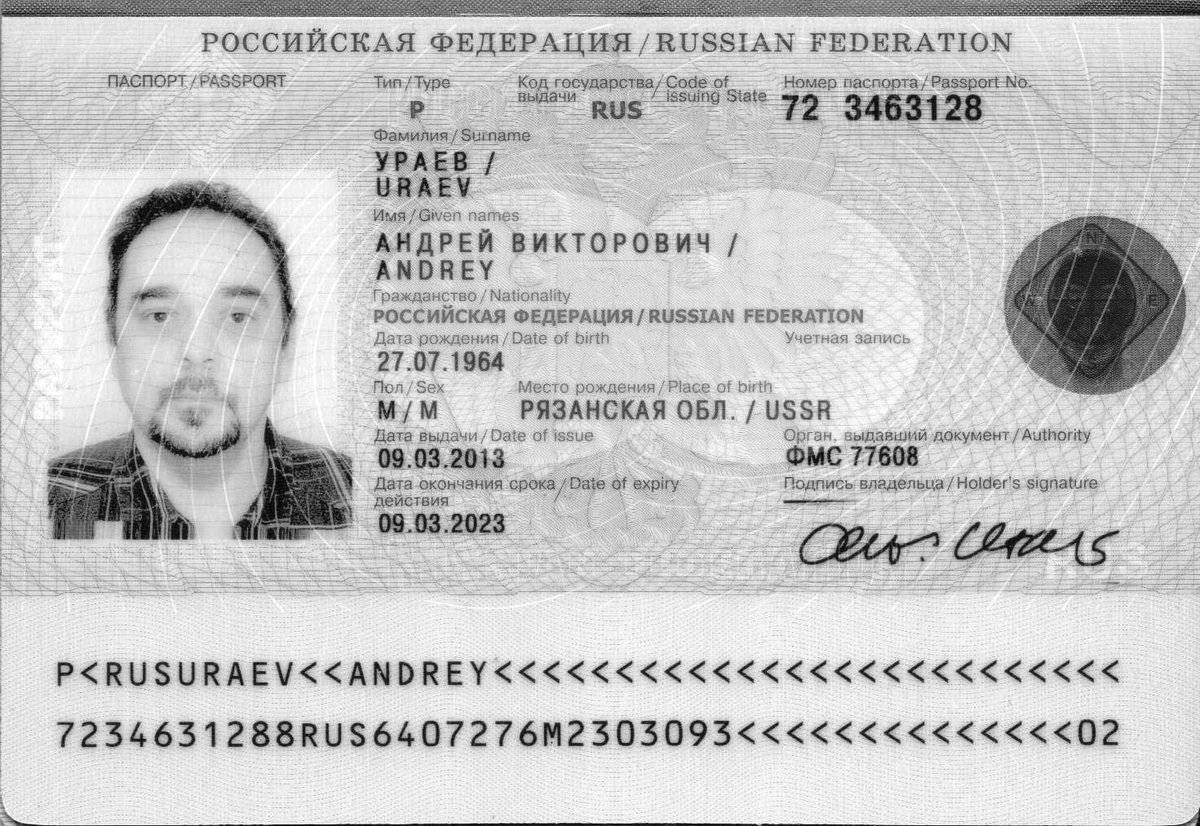 РОССИЙСКАЯ ФЕДЕРАЦИЯ / RUSSIAN FEDERATION
ПАСПОРТ / PASSPORT
Тип / Type
P
Код государства / Code of
выдачи issuing State
RUS
Номер паспорта / Passport No.
72 3463128
Фамилия / Surname
УРАЕВ /
URAEV
Имя / Given names
АНДРЕЙ ВИКТОРОВИЧ /
ANDREY
Гражданство / Nationality
РОССИЙСКАЯ ФЕДЕРАЦИЯ / RUSSIAN FEDERATION
Дата рождения / Date of birth
Учетная запись
27.07.1964
Пол / Sex
Место рождения / Place of birth
М / M
РЯЗАНСКАЯ ОБЛ. / USSR
Дата выдачи / Date of issue
Орган, выдавший документ / Authority
09.03.2013
ФМС 77608
Дата окончания срока / Date of expiry
действия
Подпись владельца / Holder's signature
09.03.2023
P<RUSURAEV<<ANDREY<<<<<<<<<<<<<<<<<<<<<<<<<<
7234631288RUS6407276M2303093<<<<<<<<<<<<<<02